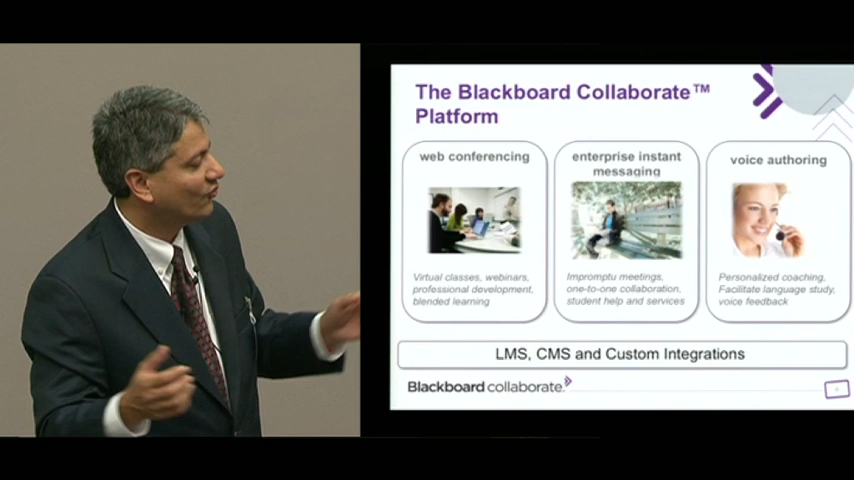 The Blackboard Collaborate™
Platform
web conferencing
Virtual classes, webinars,
professional development,
blended learning
enterprise instant
messaging
Impromptu meetings,
one-to-one collaboration,
student help and services
voice authoring
Personalized coaching,
Facilitate language study,
voice feedback
LMS, CMS and Custom Integrations
Blackboard collaborate